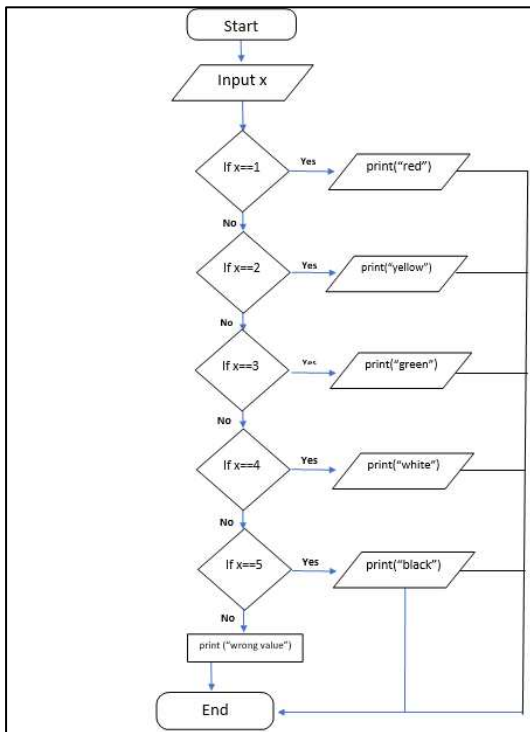 Start
Input x
If x==1
Yes
print(“red”)
No
If x==2
Yes
print(“yellow”)
No
If x==3
Yes
print(“green”)
No
If x==4
Yes
print(“white”)
No
If x==5
Yes
print(“black”)
No
print (“wrong value”)
End